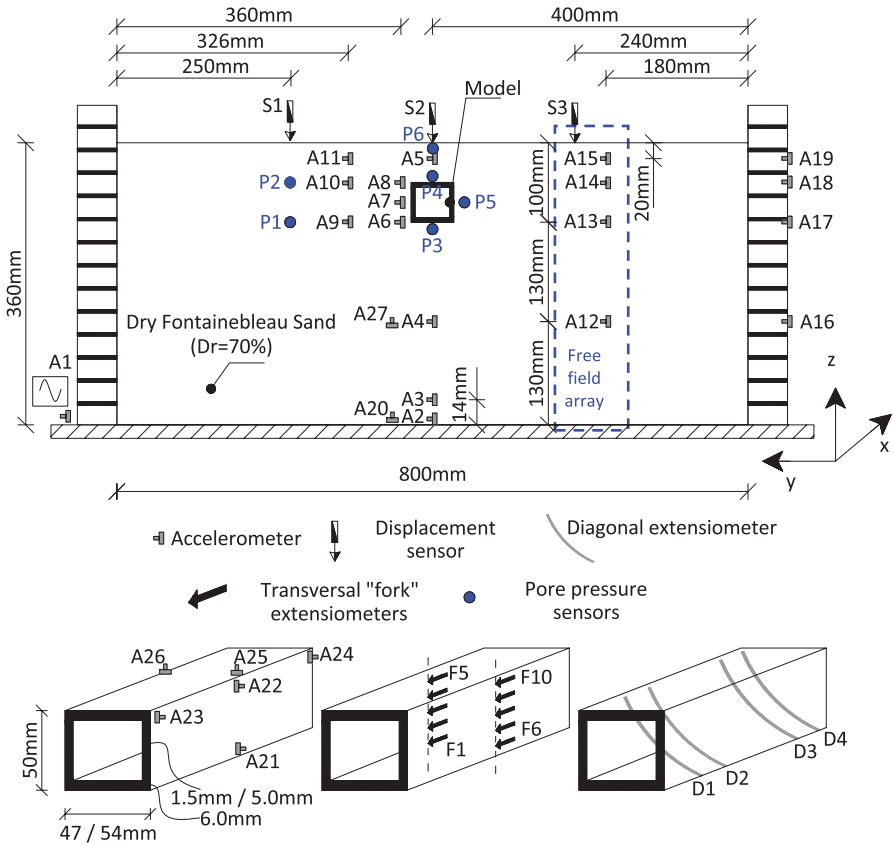 360mm
400mm
326mm
240mm
250mm
180mm
Model
S1
S2
S3
P6
A11
A5
A15
A19
P2
A10
A8
P4
A14
A18
A7
P5
100mm
20mm
P1
A9
A6
A13
A17
P3
360mm
130mm
Dry Fontainebleau Sand
(Dr=70%)
A27
A4
A12
A16
A1
Free
field
array
130mm
14mm
A3
A20
A2
z
x
y
800mm
Accelerometer
Displacement
sensor
Diagonal extensiometer
Transversal "fork"
extensiometers
Pore pressure
sensors
A26
A25
A24
A22
A23
A21
50mm
1.5mm / 5.0mm
6.0mm
47 / 54mm
F5
F10
F1
F6
D1
D2
D3
D4